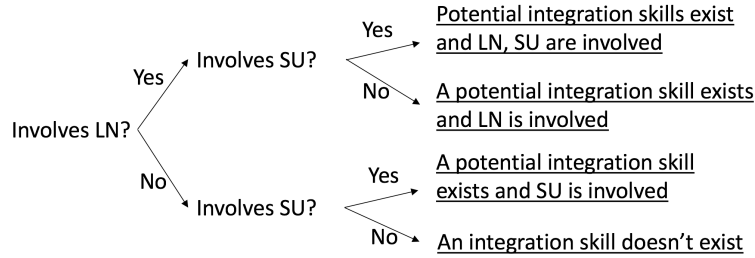 Potential integration skills exist
and LN, SU are involved
Yes
Involves SU?
Yes
No
A potential integration skill exists
and LN is involved
Involves LN?
No
A potential integration skill
exists and SU is involved
Yes
Involves SU?
No
An integration skill doesn't exist